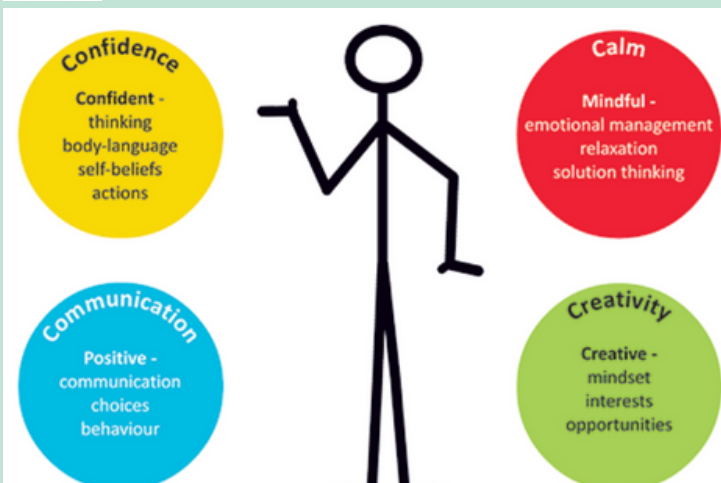 Confidence
Confident -
thinking
body-language
self-beliefs
actions
Calm
Mindful -
emotional management
relaxation
solution thinking
Communication
Positive -
communication
choices
behaviour
Creativity
Creative -
mindset
interests
opportunities